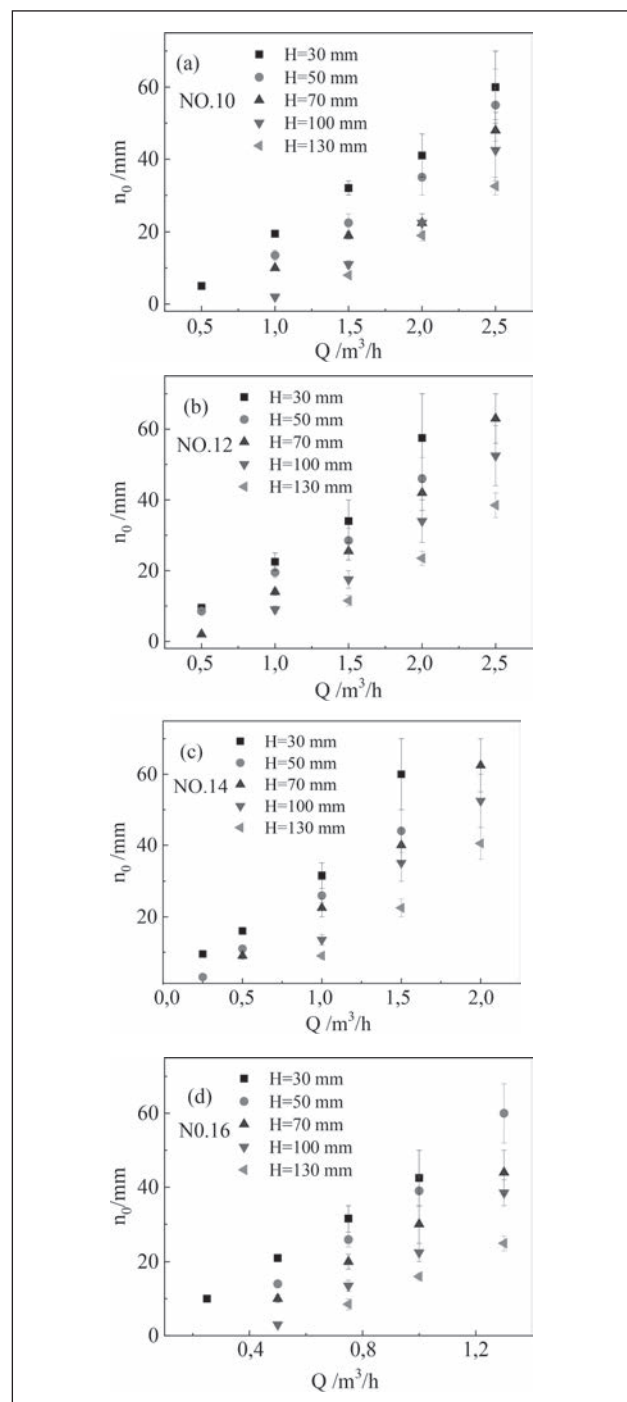 (a)
NO.10
H=30 mm
H=50 mm
H=70 mm
H=100 mm
H=130 mm
60
40
20
0
n₀ /mm
0,5 1,0 1,5 2,0 2,5
Q /m³/h
(b)
NO.12
H=30 mm
H=50 mm
H=70 mm
H=100 mm
H=130 mm
60
40
20
0
n₀ /mm
0,5 1,0 1,5 2,0 2,5
Q /m³/h
(c)
NO.14
H=30 mm
H=50 mm
H=70 mm
H=100 mm
H=130 mm
60
40
20
n₀ /mm
0,0 0,5 1,0 1,5 2,0
Q /m³/h
(d)
N0.16
H=30 mm
H=50 mm
H=70 mm
H=100 mm
H=130 mm
60
40
20
0
n₀/mm
0,4 0,8 1,2
Q /m³/h